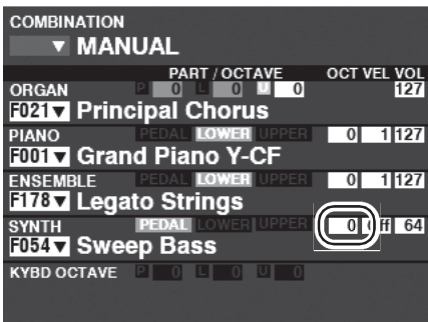 COMBINATION
▼ MANUAL
PART / OCTAVE OCT VEL VOL
ORGAN P 0 L 0 U 0 127
F021▼ Principal Chorus
PIANO PEDAL LOWER UPPER 0 1 127
F001▼ Grand Piano Y-CF
ENSEMBLE PEDAL LOWER UPPER 0 1 127
F178▼ Legato Strings
SYNTH PEDAL LOWER UPPER 0 Off 64
F054▼ Sweep Bass
KYBD OCTAVE P 0 L 0 U 0